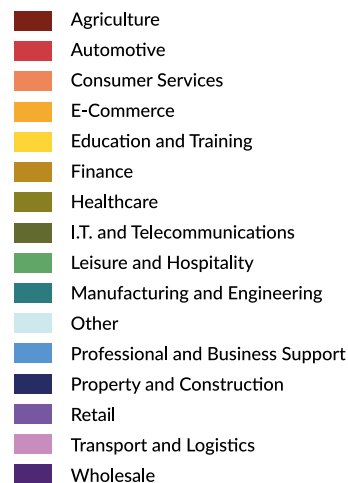 Agriculture
Automotive
Consumer Services
E-Commerce
Education and Training
Finance
Healthcare
I.T. and Telecommunications
Leisure and Hospitality
Manufacturing and Engineering
Other
Professional and Business Support
Property and Construction
Retail
Transport and Logistics
Wholesale